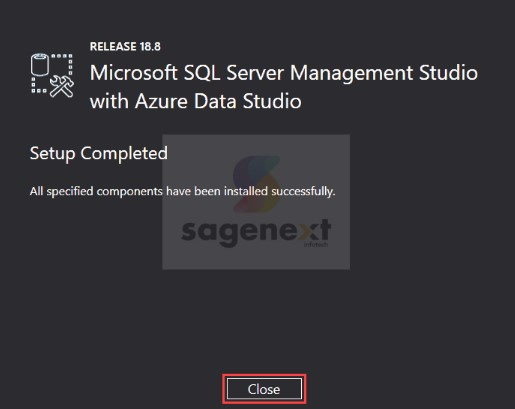 RELEASE 18.8
Microsoft SQL Server Management Studio
with Azure Data Studio
Setup Completed
All specified components have been installed successfully.
sagenext
infotech
Close